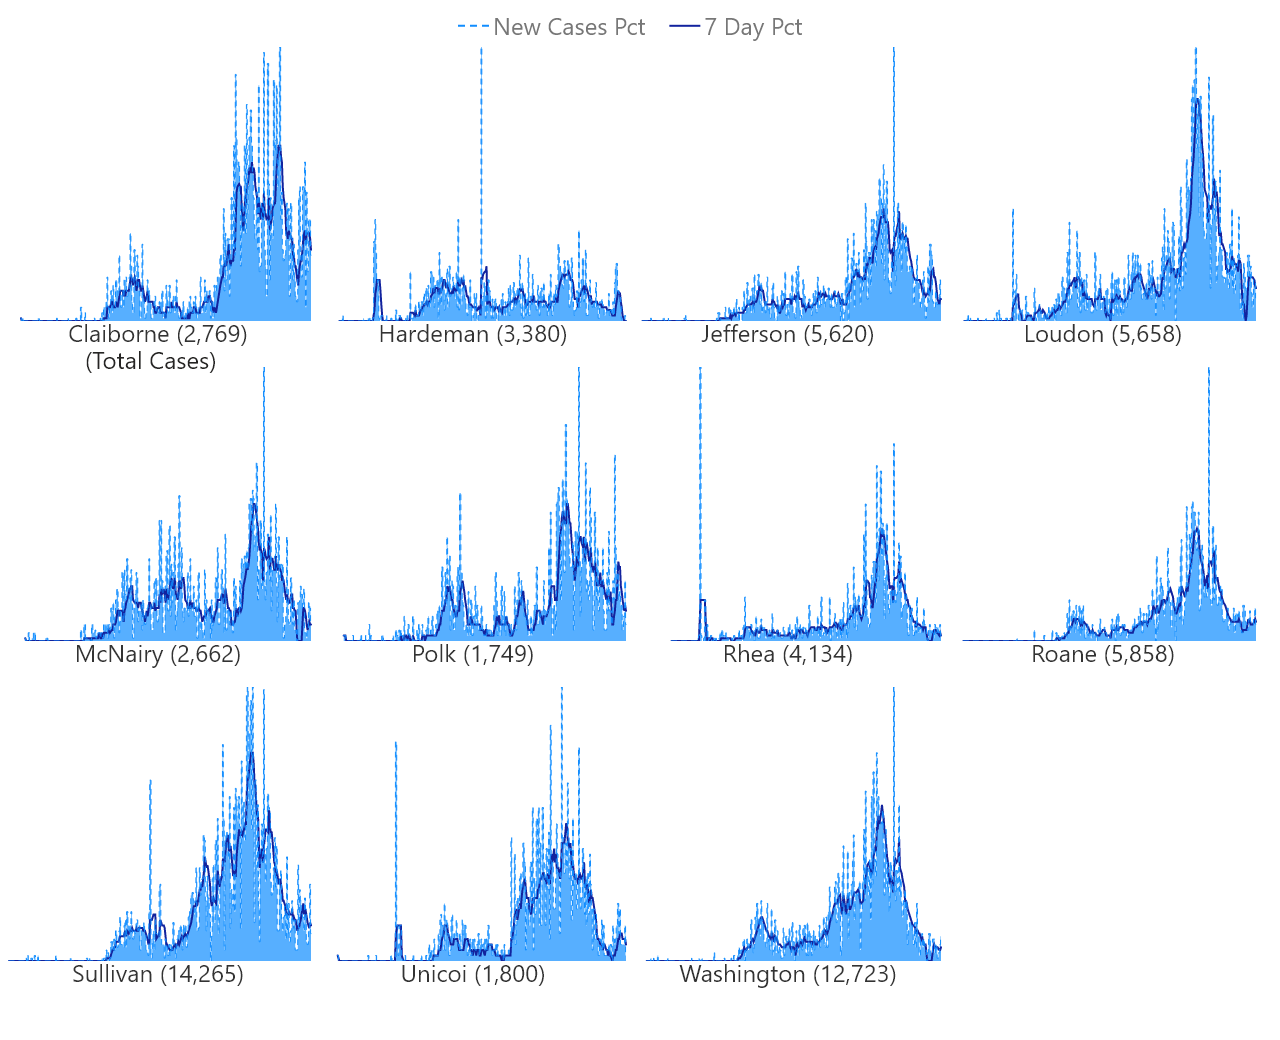 New Cases Pct 7 Day Pct
Claiborne (2,769) Hardeman (3,380) Jefferson (5,620) Loudon (5,658)
(Total Cases)
McNairy (2,662) Polk (1,749) Rhea (4,134) Roane (5,858)
Sullivan (14,265) Unicoi (1,800) Washington (12,723)